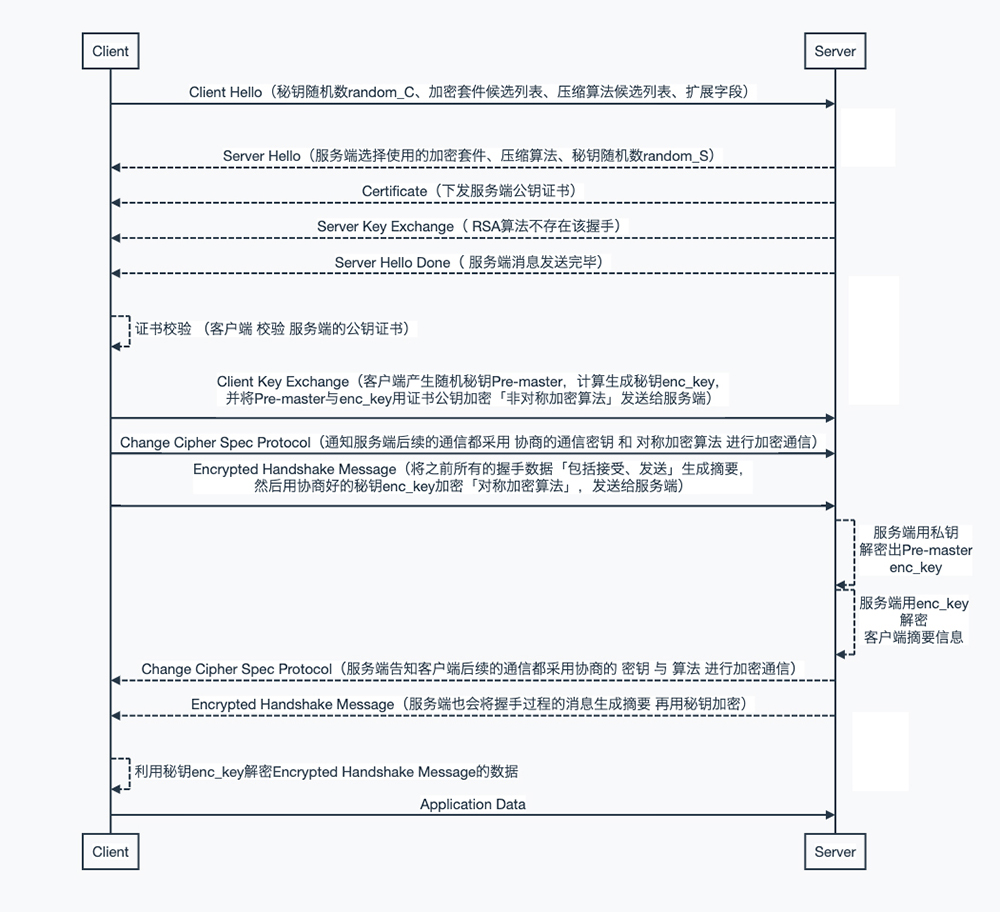 Client
Server
Client Hello（秘钥随机数random_C、加密套件候选列表、压缩算法候选列表、扩展字段）
Server Hello（服务端选择使用的加密套件、压缩算法、秘钥随机数random_S）
Certificate（下发服务端公钥证书）
Server Key Exchange（ RSA算法不存在该握手）
Server Hello Done（ 服务端消息发送完毕）
证书校验 （客户端 校验 服务端的公钥证书）
Client Key Exchange（客户端产生随机秘钥Pre-master，计算生成秘钥enc_key，
并将Pre-master与enc_key用证书公钥加密「非对称加密算法」发送给服务端）
Change Cipher Spec Protocol（通知服务端后续的通信都采用 协商的通信密钥 和 对称加密算法 进行加密通信）
Encrypted Handshake Message（将之前所有的握手数据「包括接受、发送」生成摘要，
然后用协商好的秘钥enc_key加密「对称加密算法」，发送给服务端）
服务端用私钥
解密出Pre-master
enc_key
服务端用enc_key
解密
客户端摘要信息
Change Cipher Spec Protocol（服务端告知客户端后续的通信都采用协商的 密钥 与 算法 进行加密通信）
Encrypted Handshake Message（服务端也会将握手过程的消息生成摘要 再用秘钥加密）
利用秘钥enc_key解密Encrypted Handshake Message的数据
Application Data
Client
Server